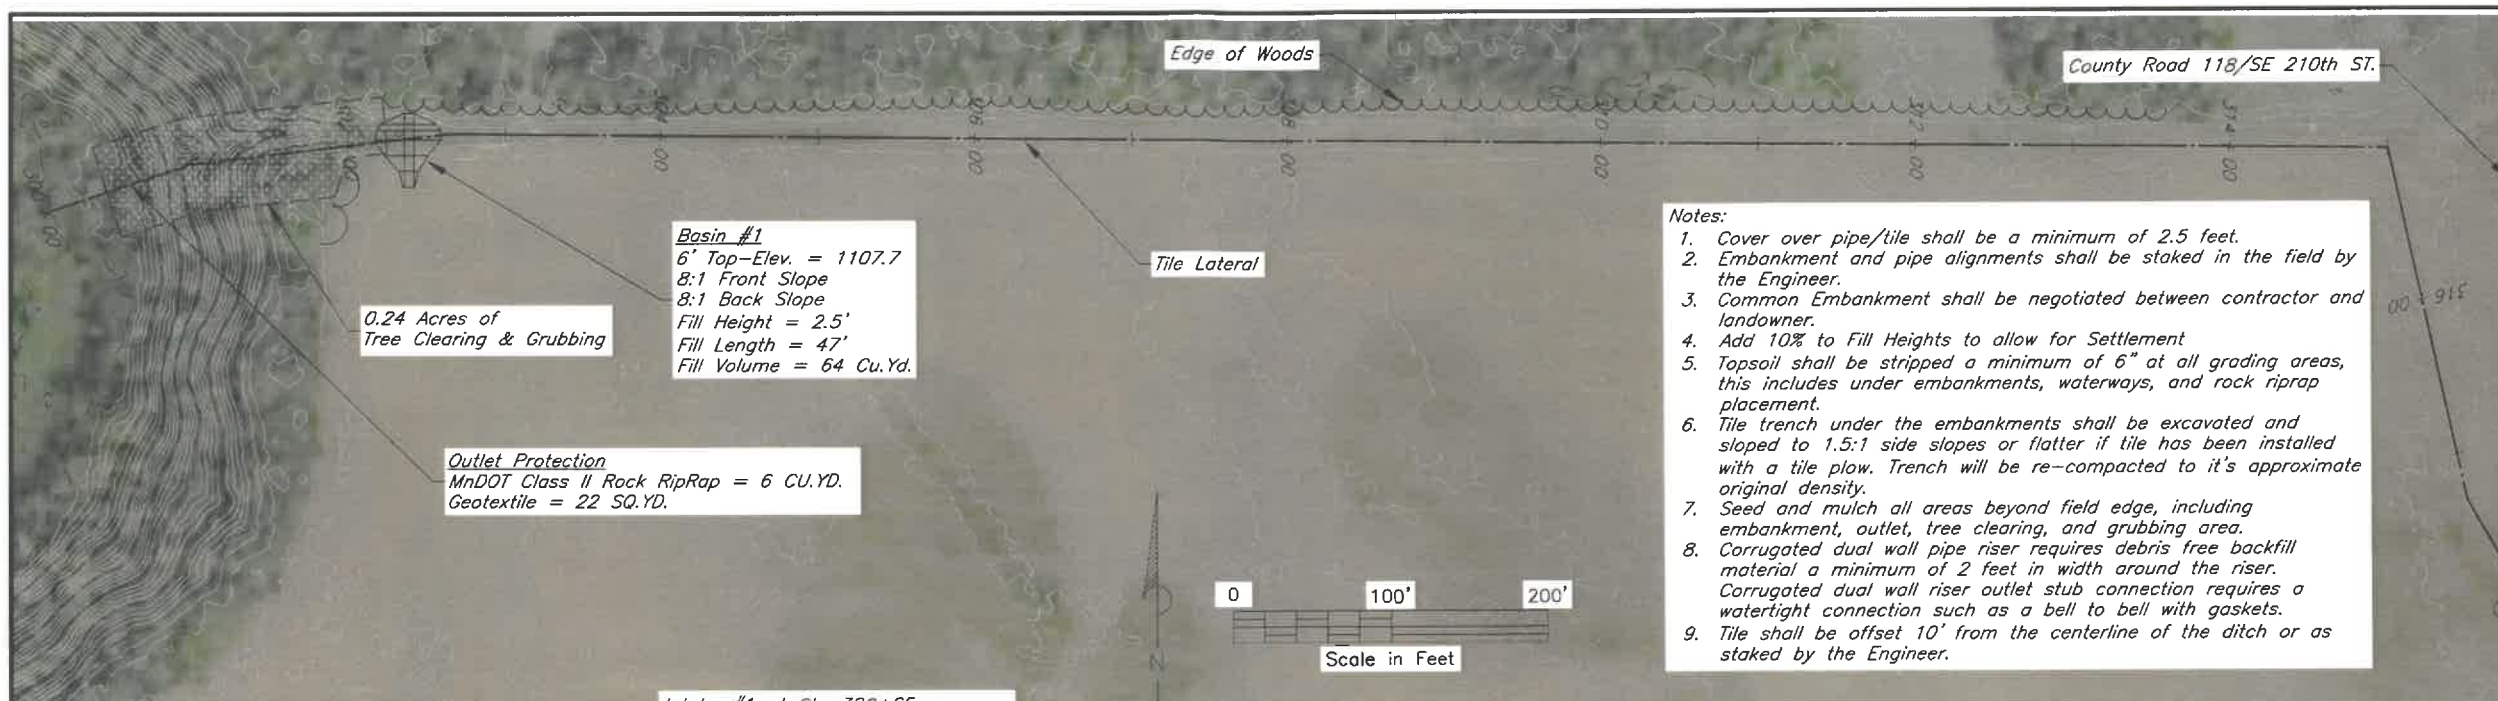 Edge of Woods
County Road 118/SE 210th ST.
Basin #1
6' Top-Elev. = 1107.7
8:1 Front Slope
8:1 Back Slope
Fill Height = 2.5'
Fill Length = 47'
Fill Volume = 64 Cu.Yd.
Tile Lateral
0.24 Acres of
Tree Clearing & Grubbing
Outlet Protection
MnDOT Class II Rock RipRap = 6 CU.YD.
Geotextile = 22 SQ.YD.
Notes:
1. Cover over pipe/tile shall be a minimum of 2.5 feet.
2. Embankment and pipe alignments shall be staked in the field by
the Engineer.
3. Common Embankment shall be negotiated between contractor and
landowner.
4. Add 10% to Fill Heights to allow for Settlement
5. Topsoil shall be stripped a minimum of 6" at all grading areas,
this includes under embankments, waterways, and rock riprap
placement.
6. Tile trench under the embankments shall be excavated and
sloped to 1.5:1 side slopes or flatter if tile has been installed
with a tile plow. Trench will be re-compacted to it's approximate
original density.
7. Seed and mulch all areas beyond field edge, including
embankment, outlet, tree clearing, and grubbing area.
8. Corrugated dual wall pipe riser requires debris free backfill
material a minimum of 2 feet in width around the riser.
Corrugated dual wall riser outlet stub connection requires a
watertight connection such as a bell to bell with gaskets.
9. Tile shall be offset 10' from the centerline of the ditch or as
staked by the Engineer.
316+00
314+00
0 100' 200'
Scale in Feet
N